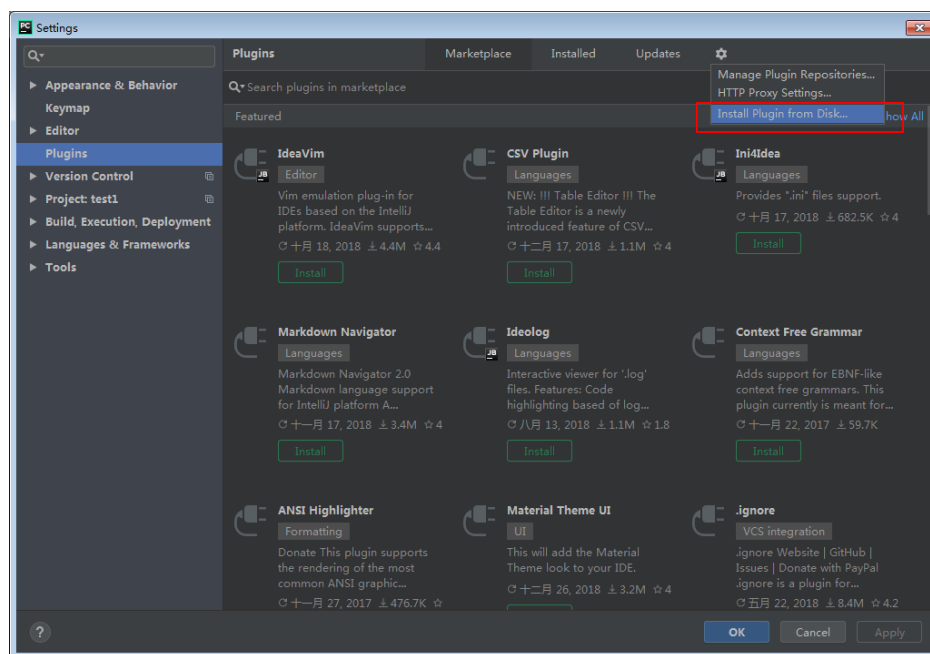 PC Settings
Plugins
Marketplace
Installed
Updates
Manage Plugin Repositories...
HTTP Proxy Settings...
Install Plugin from Disk...
Search plugins in marketplace
Featured
how All
Appearance & Behavior
Keymap
Editor
Plugins
Version Control
Project: test1
Build, Execution, Deployment
Languages & Frameworks
Tools
IdeaVim
JB
Editor
Vim emulation plug-in for
IDEs based on the IntelliJ
platform. IdeaVim supports...
十月 18, 2018 4.4M 4.4
Install
CSV Plugin
Languages
NEW: !!! Table Editor !!! The
Table Editor is a newly
introduced feature of CSV...
十二月 17, 2018 1.1M 4
Install
Ini4Idea
JB
Languages
Provides ".ini" files support.
十月 17, 2018 682.5K 4
Install
Markdown Navigator
Languages
Markdown Navigator 2.0
Markdown language support
for IntelliJ platform A...
十一月 17, 2018 3.4M 4
Install
Ideolog
JB
Languages
Interactive viewer for '.log'
files. Features: Code
highlighting based of log...
八月 13, 2018 1.1M 1.8
Install
Context Free Grammar
Languages
Adds support for EBNF-like
context free grammars. This
plugin currently is meant for...
十一月 22, 2017 59.7K
Install
ANSI Highlighter
Formatting
Donate This plugin supports
the rendering of the most
common ANSI graphic...
十一月 27, 2017 476.7K
Material Theme UI
UI
This will add the Material
Theme look to your IDE.
十二月 26, 2018 3.2M 4
.ignore
VCS integration
.ignore Website | GitHub |
Issues | Donate with PayPal
.ignore is a plugin for...
五月 22, 2018 8.4M 4.2
?
OK
Cancel
Apply